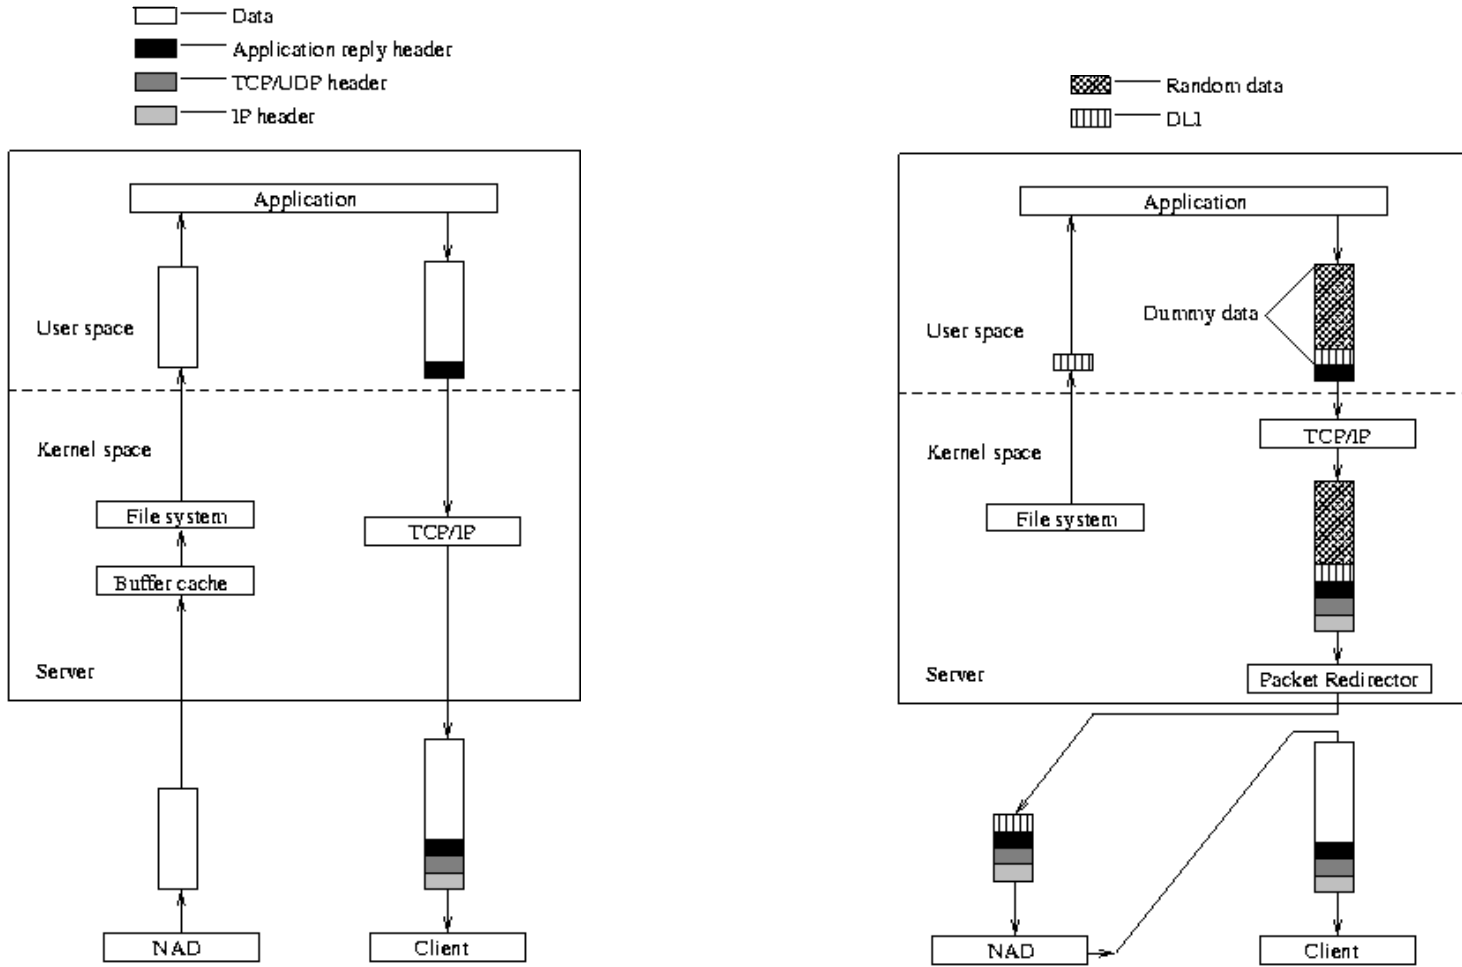 Data
Application reply header
TCP/UDP header
IP header
Application
User space
Kernel space
File system
Buffer cache
TCP/IP
Server
NAD
Client
Random data
DLI
Application
Dummy data
User space
TCP/IP
Kernel space
File system
Server
Packet Redirector
NAD
Client